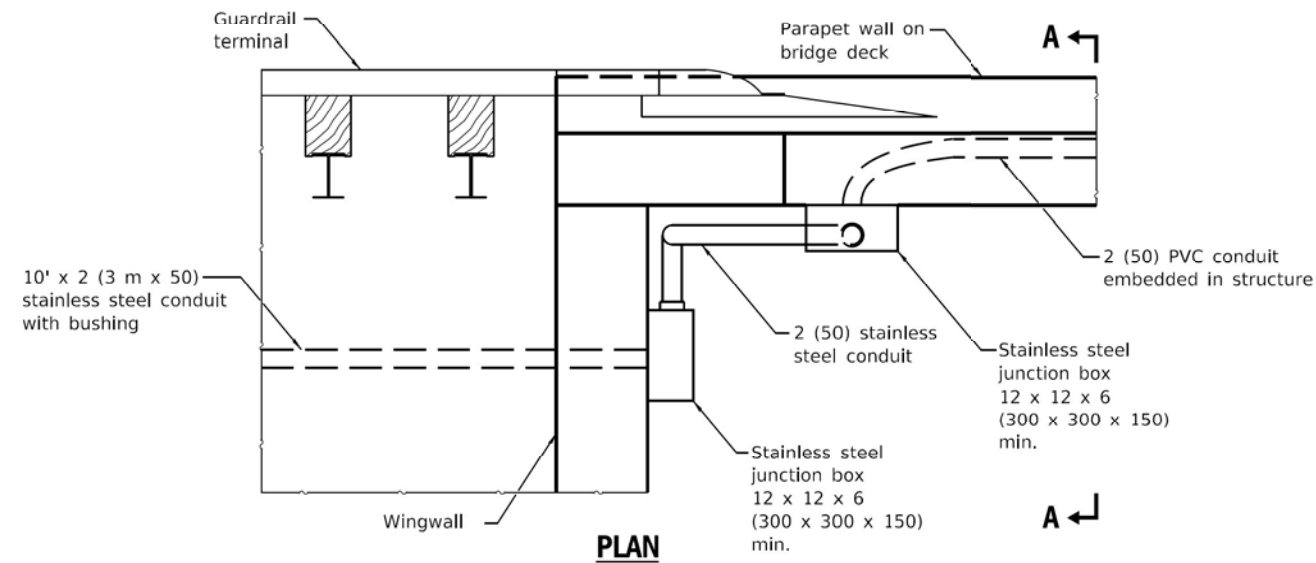 Guardrail
terminal
Parapet wall on
bridge deck
A
10' x 2 (3 m x 50)
stainless steel conduit
with bushing
2 (50) PVC conduit
embedded in structure
2 (50) stainless
steel conduit
Stainless steel
junction box
12 x 12 x 6
(300 x 300 x 150)
min.
Stainless steel
junction box
12 x 12 x 6
(300 x 300 x 150)
min.
Wingwall
A
PLAN